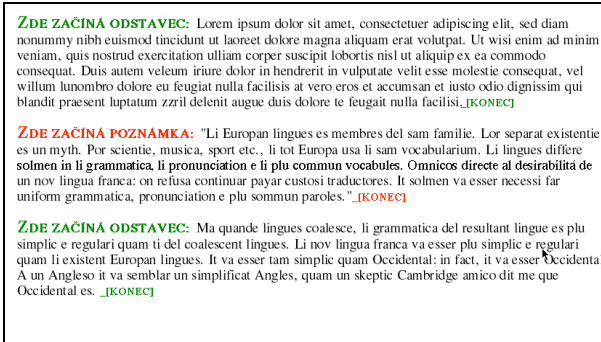 ZDE ZAČÍNÁ ODSTAVEC: Lorem ipsum dolor sit amet, consectetuer adipiscing elit, sed diam
nonummy nibh euismod tincidunt ut laoreet dolore magna aliquam erat volutpat. Ut wisi enim ad minim
veniam, quis nostrud exercitation ulliam corper suscipit lobortis nisl ut aliquip ex ea commodo
consequat. Duis autem veleum iriure dolor in hendrerit in vulputate velit esse molestie consequat, vel
willum lunombro dolore eu feugiat nulla facilisis at vero eros et accumsan et iusto odio dignissim qui
blandit praesent luptatum zzril delenit augue duis dolore te feugait nulla facilisi._[KONEC]
ZDE ZAČÍNÁ POZNÁMKA: "Li Europan lingues es membres del sam familie. Lor separat existentie
es un myth. Por scientie, musica, sport etc., li tot Europa usa li sam vocabularium. Li lingues differe
solmen in li grammatica, li pronunciation e li plu commun vocabules. Omnicos directe al desirabilitá de
un nov lingua franca: on refusa continuar payar custosi traductores. It solmen va esser necessi far
uniform grammatica, pronunciation e plu sommun paroles."_[KONEC]
ZDE ZAČÍNÁ ODSTAVEC: Ma quande lingues coalesce, li grammatica del resultant lingue es plu
simplic e regulari quam ti del coalescent lingues. Li nov lingua franca va esser plu simplic e regulari
quam li existent Europan lingues. It va esser tam simplic quam Occidental: in fact, it va esser Occidenta
A un Angleso it va semblar un simplificat Angles, quam un skeptic Cambridge amico dit me que
Occidental es. _[KONEC]